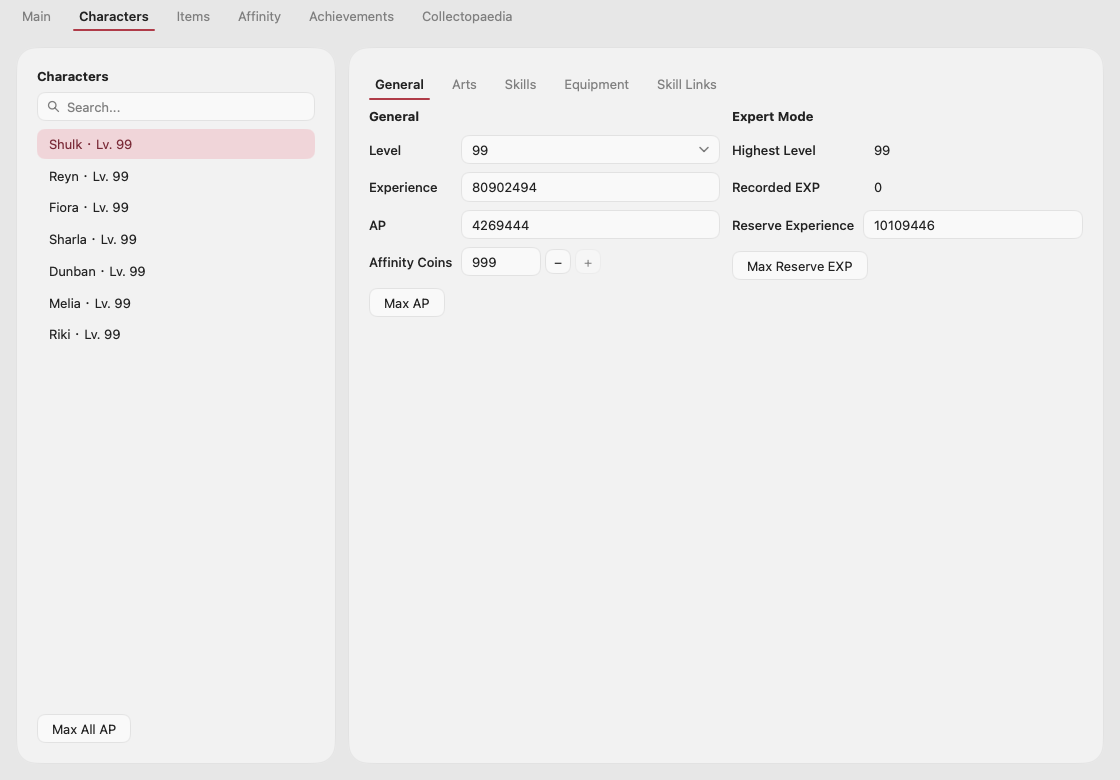 Main Characters Items Affinity Achievements Collectopaedia
Characters
Search...
Shulk · Lv. 99
Reyn · Lv. 99
Fiora · Lv. 99
Sharla · Lv. 99
Dunban · Lv. 99
Melia · Lv. 99
Riki · Lv. 99
Max All AP
General Arts Skills Equipment Skill Links
General
Level 99
Experience 80902494
AP 4269444
Affinity Coins 999 − +
Max AP
Expert Mode
Highest Level 99
Recorded EXP 0
Reserve Experience 10109446
Max Reserve EXP